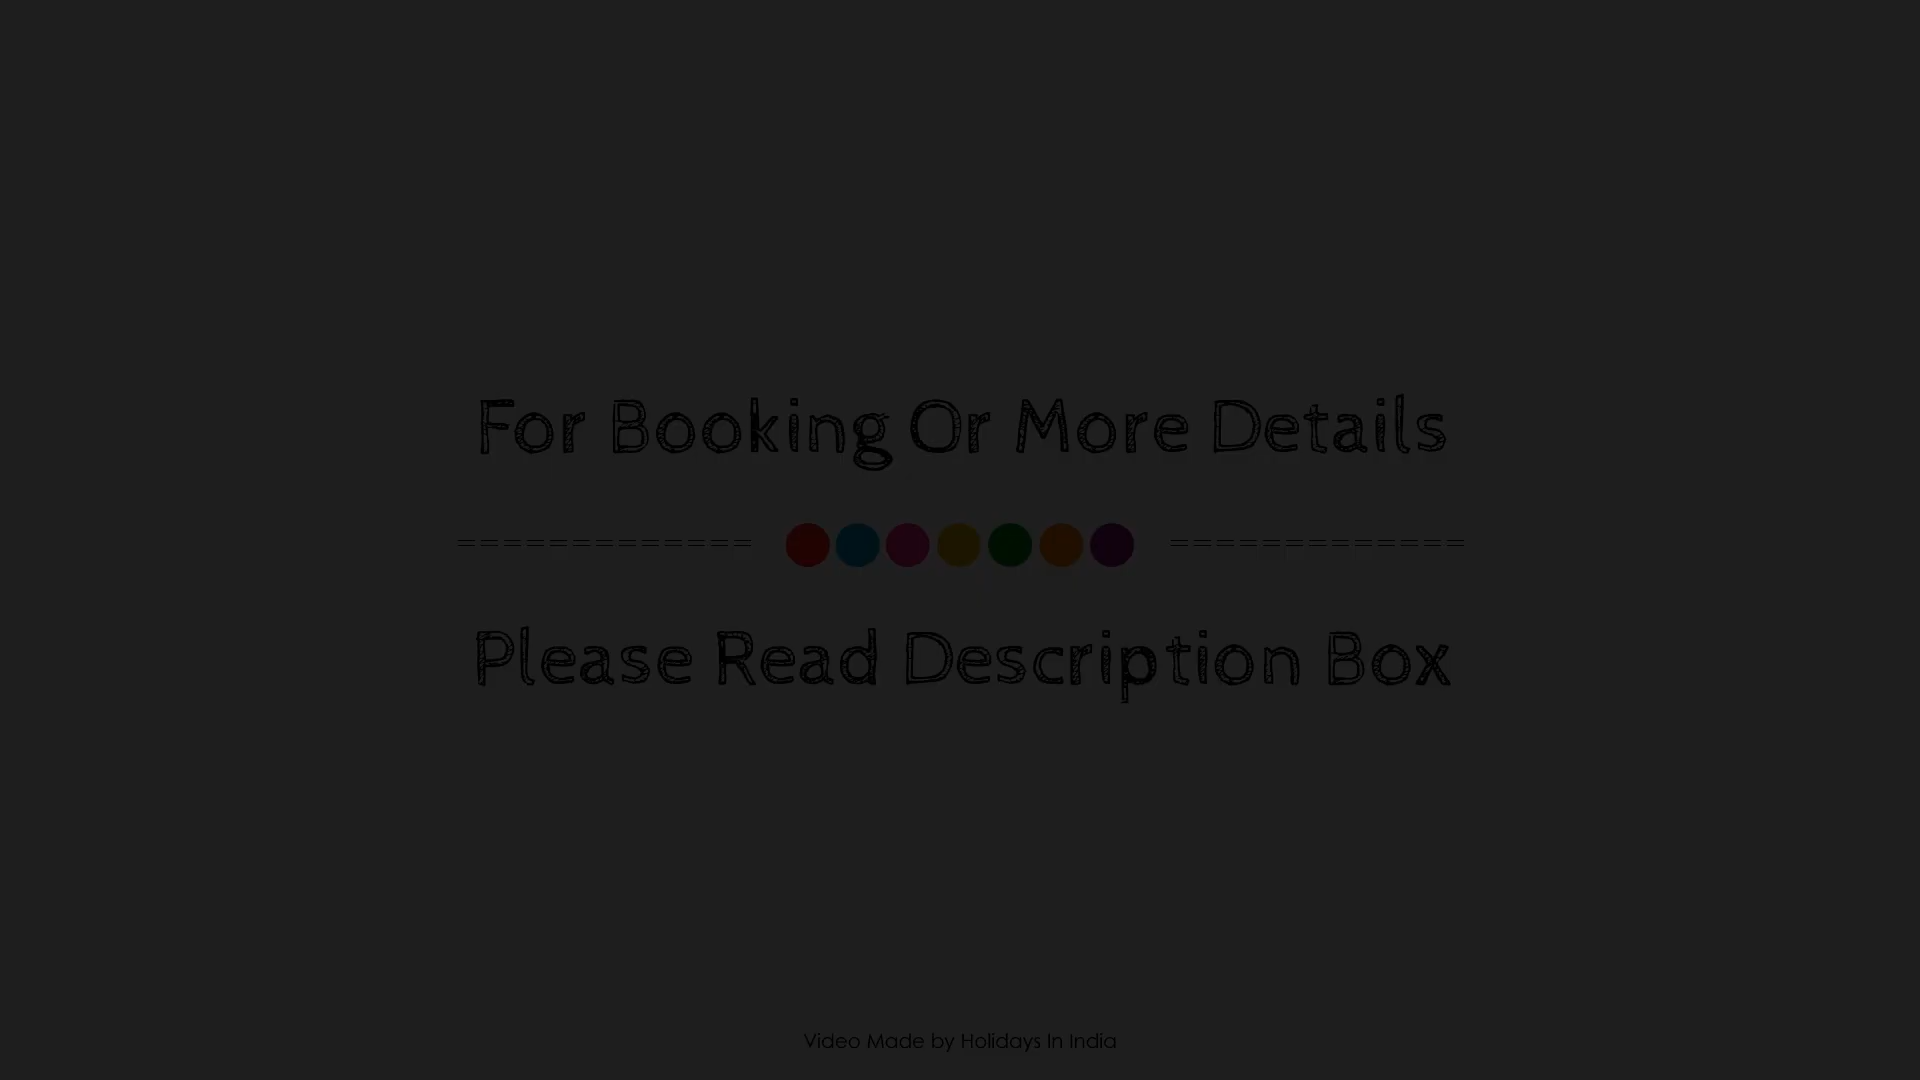 For Booking Or More Details
============= =============
Please Read Description Box
Video Made by Holidays In India